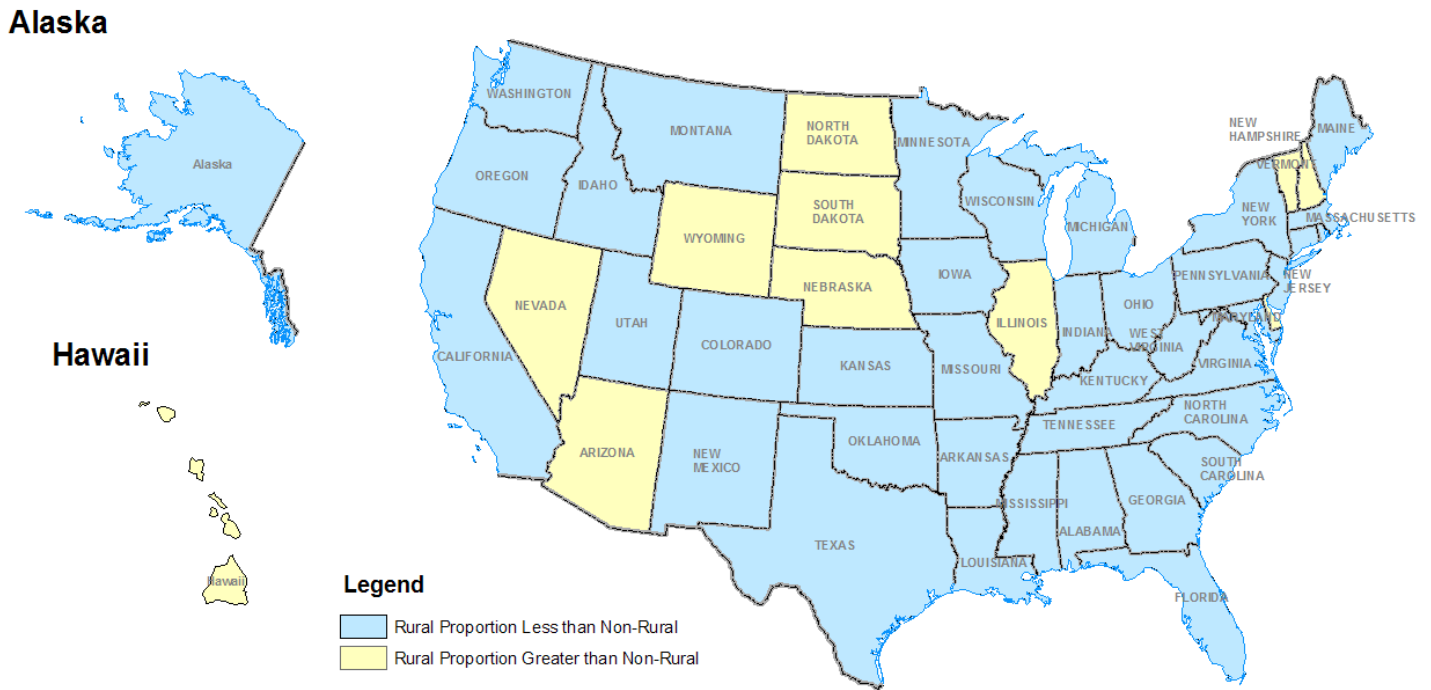 Alaska
WASHINGTON
MONTANA
NORTH
DAKOTA
MINNESOTA
NEW
HAMPSHIRE
MAINE
VERMONT
Alaska
OREGON
IDAHO
SOUTH
DAKOTA
WISCONSIN
MICHIGAN
NEW
YORK
MASSACHUSETTS
WYOMING
NEBRASKA
IOWA
PENNSYLVANIA
NEW
JERSEY
NEVADA
UTAH
COLORADO
ILLINOIS
INDIANA
OHIO
MARYLAND
WEST
VIRGINIA
Hawaii
CALIFORNIA
KANSAS
MISSOURI
KENTUCKY
VIRGINIA
ARIZONA
NEW
MEXICO
OKLAHOMA
ARKANSAS
TENNESSEE
NORTH
CAROLINA
SOUTH
CAROLINA
TEXAS
LOUISIANA
MISSISSIPPI
ALABAMA
GEORGIA
FLORIDA
Hawaii
Legend
Rural Proportion Less than Non-Rural
Rural Proportion Greater than Non-Rural